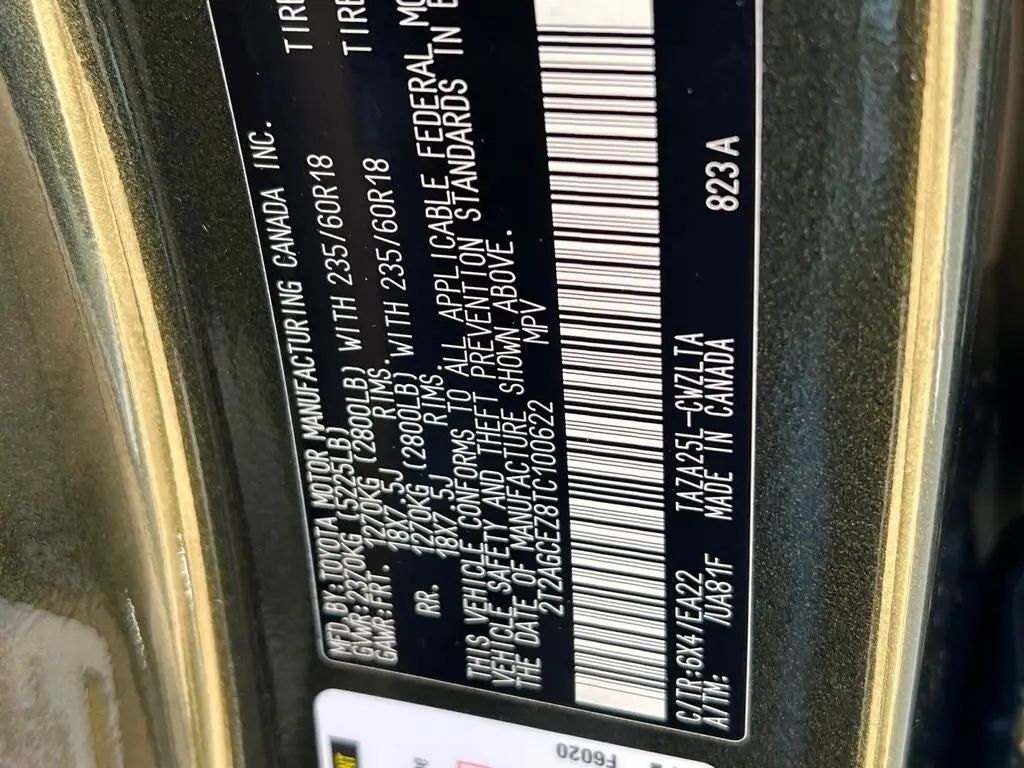 MFD.BY:TOYOTA MOTOR MANUFACTURING CANADA INC.
GVWR:2370KG (5225LB)
GAWR:FRT. 1270KG (2800LB) WITH 235/60R18 TIRE
18X7.5J RIMS.
RR. 1270KG (2800LB) WITH 235/60R18 TIRE
18X7.5J RIMS.
THIS VEHICLE CONFORMS TO ALL APPLICABLE FEDERAL MO
VEHICLE SAFETY AND THEFT PREVENTION STANDARDS IN E
THE DATE OF MANUFACTURE SHOWN ABOVE.
2T2AGCEZ8TC100622 MPV
C/TR:6X4/EA22 TAZA25L-CWZLTA 823A
A/TM: /UA81F MADE IN CANADA
F6020